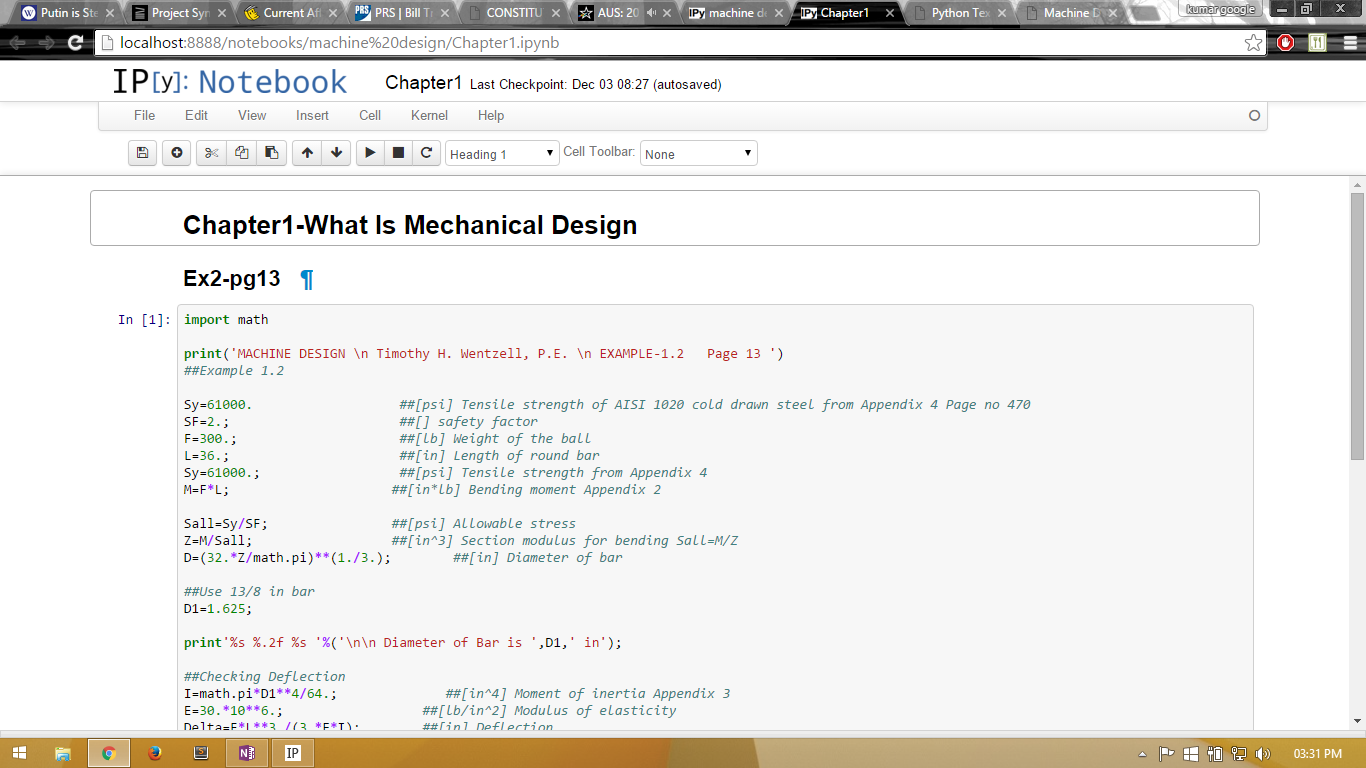 Putin is Ste
Project Syn
Current Aff
PRS | Bill Tr
CONSTITU
AUS: 20
machine de
Chapter1
Python Tex
Machine D
kumar google
localhost:8888/notebooks/machine%20design/Chapter1.ipynb
IP[y]: Notebook
Chapter1 Last Checkpoint: Dec 03 08:27 (autosaved)
File Edit View Insert Cell Kernel Help
Heading 1 Cell Toolbar: None
Chapter1-What Is Mechanical Design
Ex2-pg13 ¶
In [1]: import math
print('MACHINE DESIGN \n Timothy H. Wentzell, P.E. \n EXAMPLE-1.2   Page 13 ')
##Example 1.2
Sy=61000. ##[psi] Tensile strength of AISI 1020 cold drawn steel from Appendix 4 Page no 470
SF=2.; ##[] safety factor
F=300.; ##[lb] Weight of the ball
L=36.; ##[in] Length of round bar
Sy=61000.; ##[psi] Tensile strength from Appendix 4
M=F*L; ##[in*lb] Bending moment Appendix 2
Sall=Sy/SF; ##[psi] Allowable stress
Z=M/Sall; ##[in^3] Section modulus for bending Sall=M/Z
D=(32.*Z/math.pi)**(1./3.); ##[in] Diameter of bar
##Use 13/8 in bar
D1=1.625;
print'%s %.2f %s '%('\n\n Diameter of Bar is ',D1,' in');
##Checking Deflection
I=math.pi*D1**4/64.; ##[in^4] Moment of inertia Appendix 3
E=30.*10**6.; ##[lb/in^2] Modulus of elasticity
Delta=F*L**3./(3.*E*I); ##[in] Deflection
IP
03:31 PM